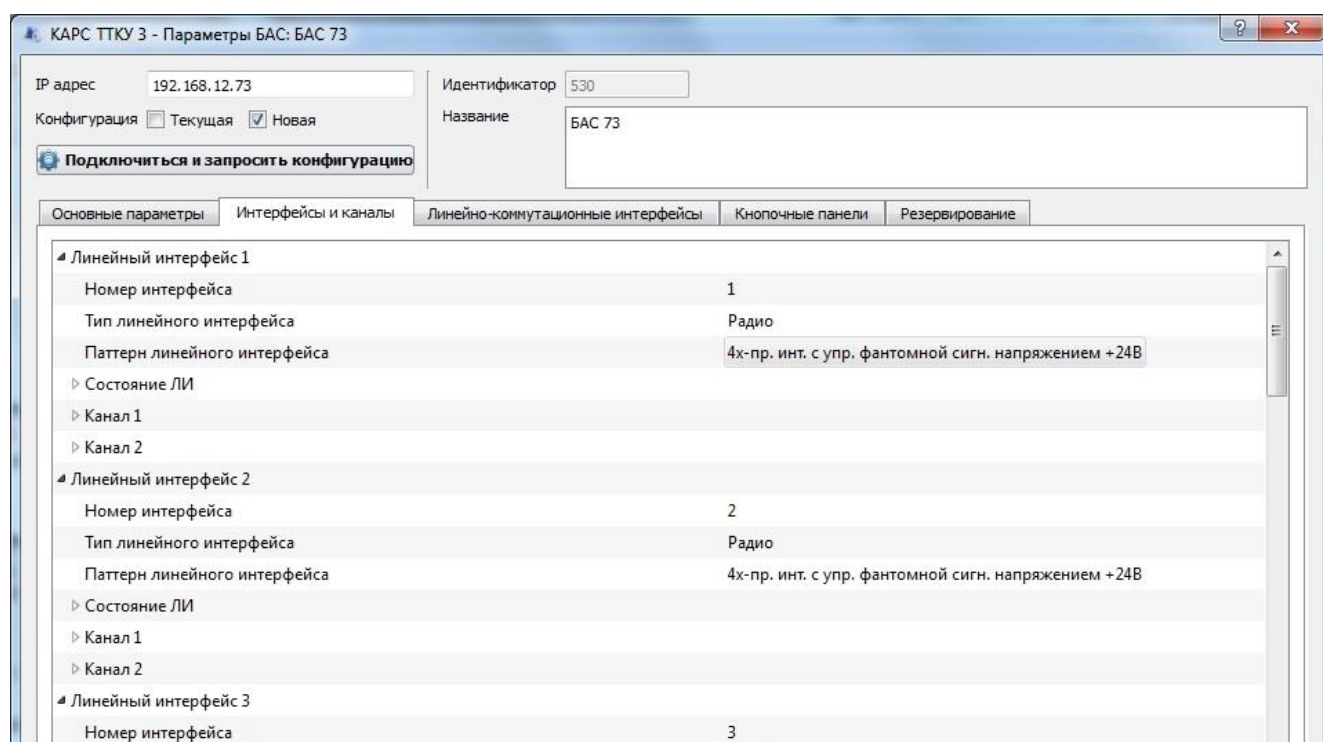 КАРС ТТКУ 3 - Параметры БАС: БАС 73
IP адрес 192.168.12.73 Идентификатор 530
Конфигурация Текущая Новая Название БАС 73
Подключиться и запросить конфигурацию
Основные параметры Интерфейсы и каналы Линейно-коммутационные интерфейсы Кнопочные панели Резервирование
Линейный интерфейс 1
Номер интерфейса 1
Тип линейного интерфейса Радио
Паттерн линейного интерфейса 4х-пр. инт. с упр. фантомной сигн. напряжением +24В
Состояние ЛИ
Канал 1
Канал 2
Линейный интерфейс 2
Номер интерфейса 2
Тип линейного интерфейса Радио
Паттерн линейного интерфейса 4х-пр. инт. с упр. фантомной сигн. напряжением +24В
Состояние ЛИ
Канал 1
Канал 2
Линейный интерфейс 3
Номер интерфейса 3